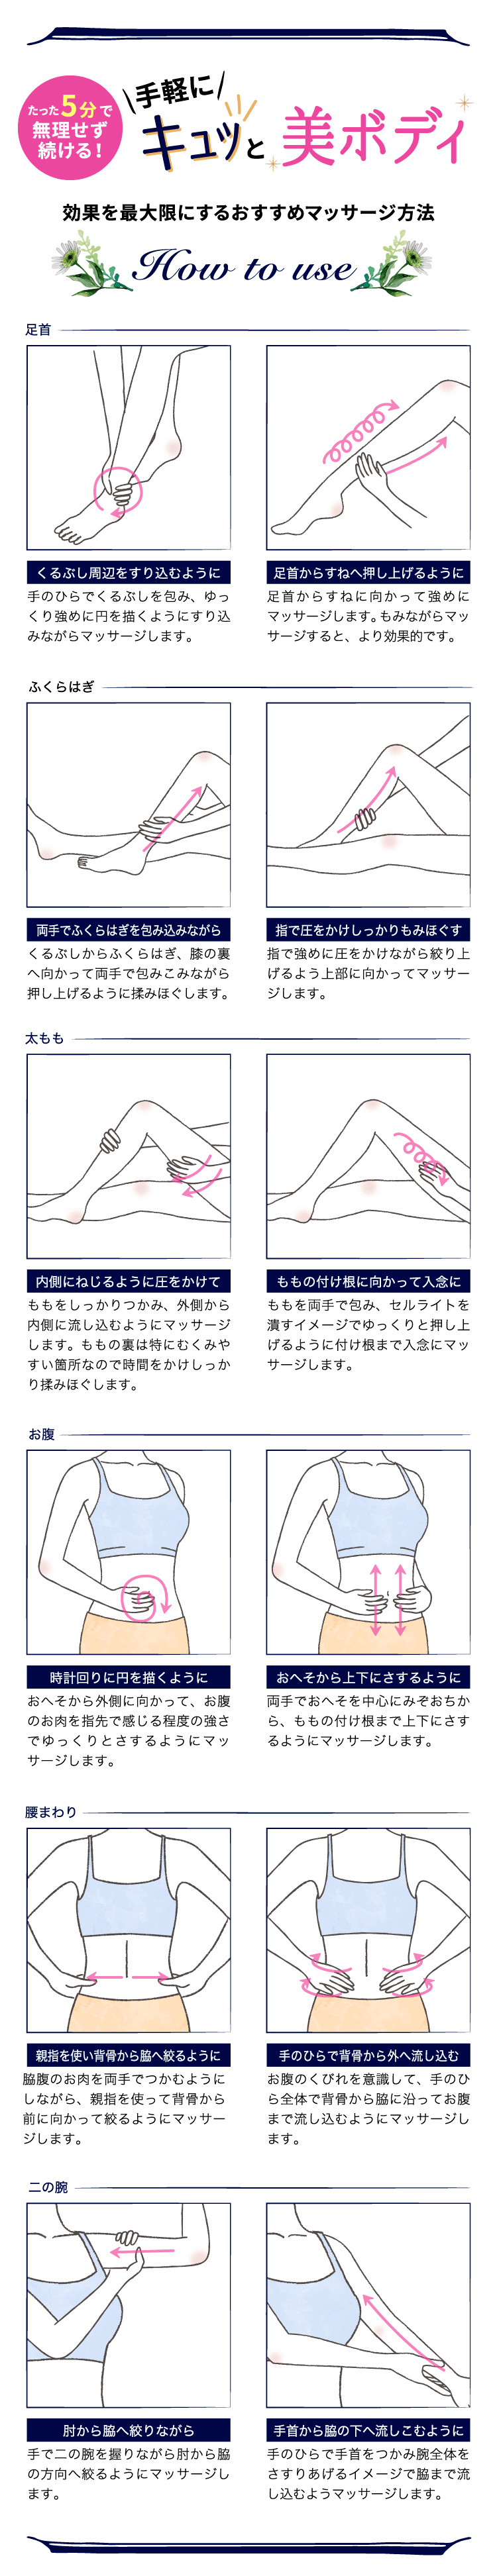 たった5分で
無理せず
続ける！
手軽に
キュッと美ボディ
効果を最大限にするおすすめマッサージ方法
How to use
足首
くるぶし周辺をすり込むように
手のひらでくるぶしを包み、ゆっ
くり強めに円を描くようにすり込
みながらマッサージします。
足首からすねへ押し上げるように
足首からすねに向かって強めに
マッサージします。もみながらマッ
サージすると、より効果的です。
ふくらはぎ
両手でふくらはぎを包み込みながら
くるぶしからふくらはぎ、膝の裏
へ向かって両手で包みこみながら
押し上げるように揉みほぐします。
指で圧をかけしっかりもみほぐす
指で強めに圧をかけながら絞り上
げるよう上部に向かってマッサー
ジします。
太もも
内側にねじるように圧をかけて
ももをしっかりつかみ、外側から
内側に流し込むようにマッサージ
します。ももの裏は特にむくみや
すい箇所なので時間をかけしっか
り揉みほぐします。
ももの付け根に向かって入念に
ももを両手で包み、セルライトを
潰すイメージでゆっくりと押し上
げるように付け根まで入念にマッ
サージします。
お腹
時計回りに円を描くように
おへそから外側に向かって、お腹
のお肉を指先で感じる程度の強さ
でゆっくりとさするようにマッ
サージします。
おへそから上下にさするように
両手でおへそを中心にみぞおちか
ら、ももの付け根まで上下にさす
るようにマッサージします。
腰まわり
親指を使い背骨から脇へ絞るように
脇腹のお肉を両手でつかむように
しながら、親指を使って背骨から
前に向かって絞るようにマッサー
ジします。
手のひらで背骨から外へ流し込む
お腹のくびれを意識して、手のひ
ら全体で背骨から脇に沿ってお腹
まで流し込むようにマッサージし
ます。
二の腕
肘から脇へ絞りながら
手で二の腕を握りながら肘から脇
の方向へ絞るようにマッサージし
ます。
手首から脇の下へ流しこむように
手のひらで手首をつかみ腕全体を
さすりあげるイメージで脇まで流
し込むようマッサージします。